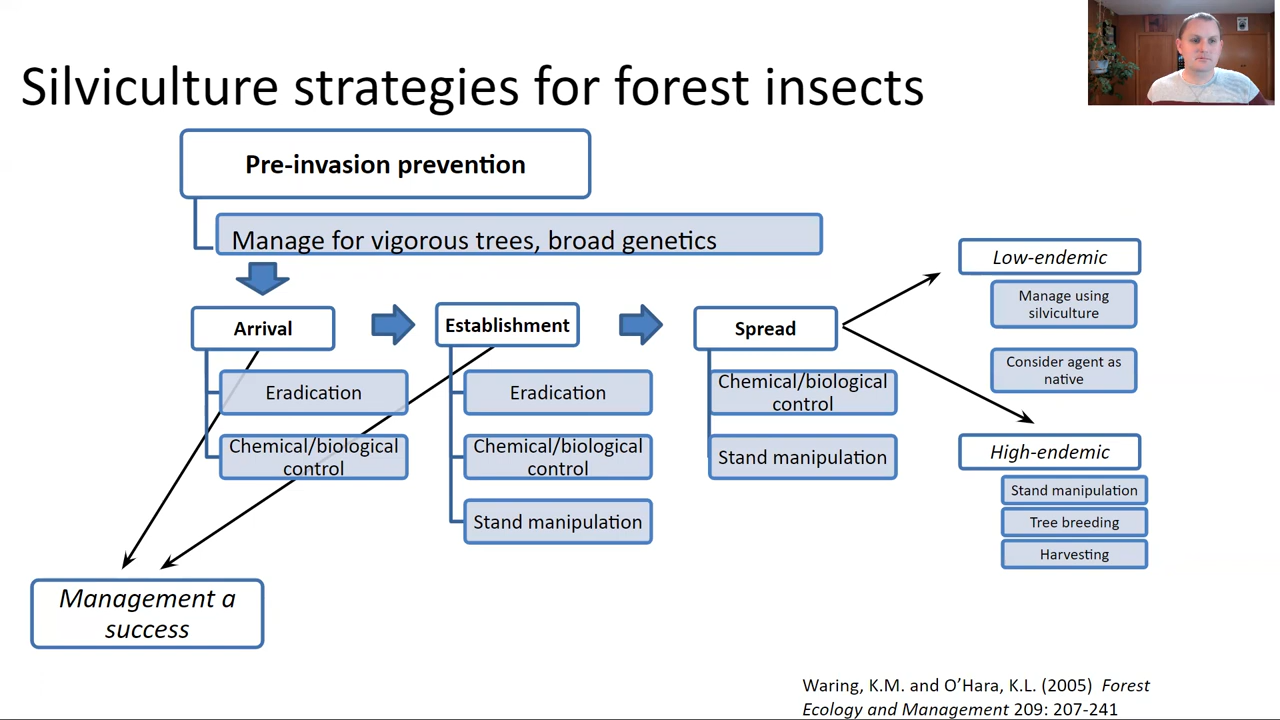 Silviculture strategies for forest insects
Pre-invasion prevention
Manage for vigorous trees, broad genetics
Arrival
Eradication
Chemical/biological
control
Establishment
Eradication
Chemical/biological
control
Stand manipulation
Spread
Chemical/biological
control
Stand manipulation
Low-endemic
Manage using
silviculture
Consider agent as
native
High-endemic
Stand manipulation
Tree breeding
Harvesting
Management a
success
Waring, K.M. and O’Hara, K.L. (2005) Forest
Ecology and Management 209: 207-241